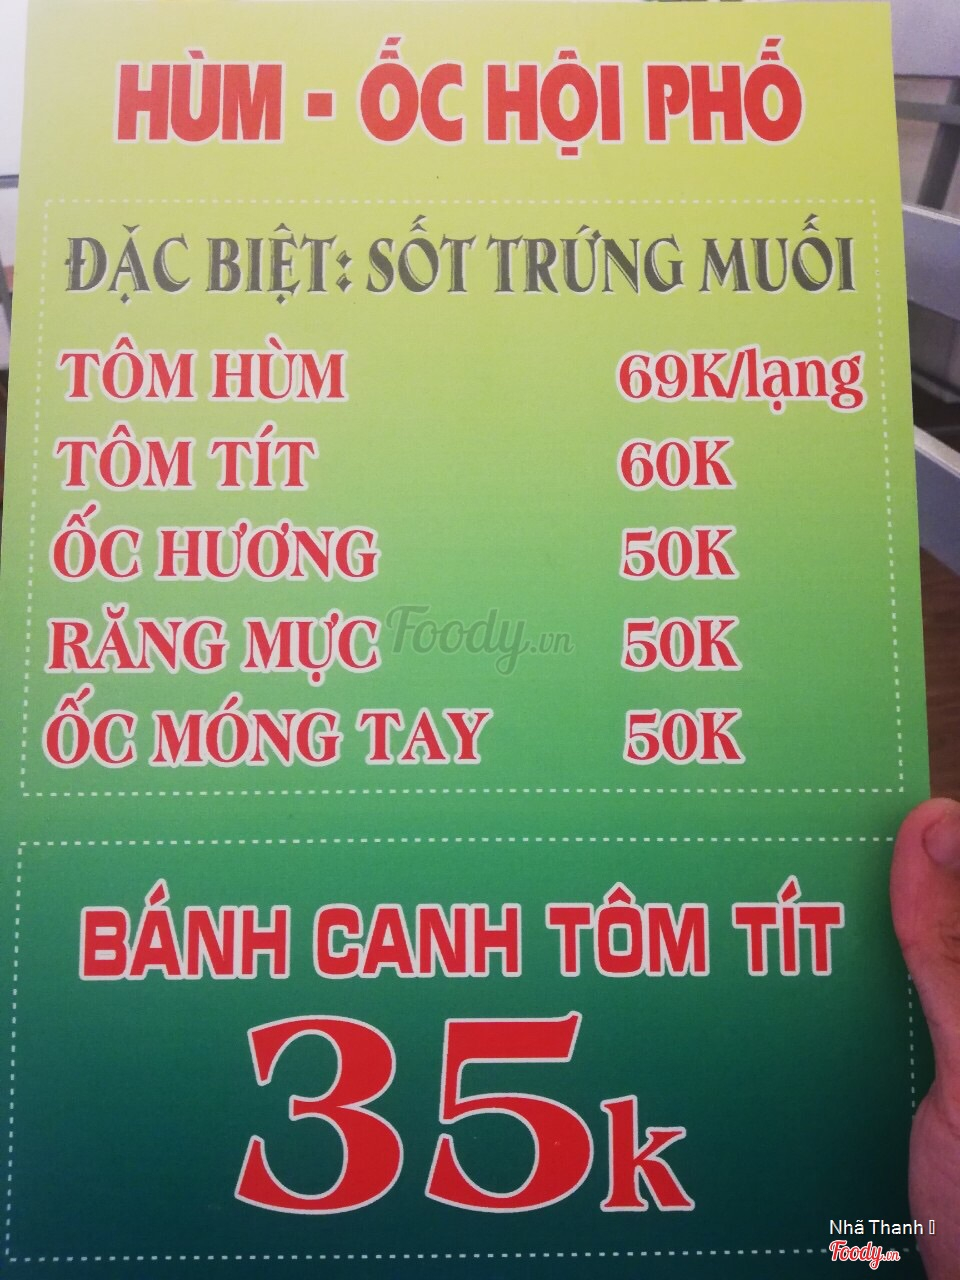 HÙM - ỐC HỘI PHỐ
ĐẶC BIỆT: SỐT TRỨNG MUỐI
TÔM HÙM 69K/lạng
TÔM TÍT 60K
ỐC HƯƠNG 50K
RĂNG MỰC 50K
Foody.vn
ỐC MÓNG TAY 50K
BÁNH CANH TÔM TÍT
35k
Nhã Thanh
Foody.vn